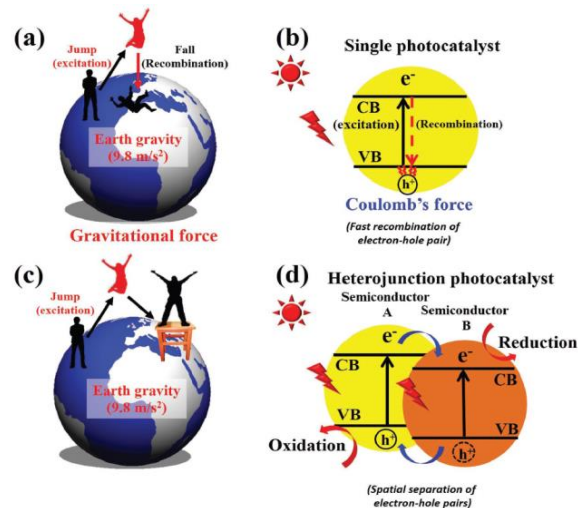 (a)
Jump
(excitation)
Fall
(Recombination)
Earth gravity
(9.8 m/s²)
Gravitational force
(b)
Single photocatalyst
e⁻
CB
(excitation)
(Recombination)
VB
h⁺
Coulomb's force
(Fast recombination of
electron-hole pair)
(c)
Jump
(excitation)
Earth gravity
(9.8 m/s²)
(d)
Heterojunction photocatalyst
Semiconductor
A
Semiconductor
B
e⁻
e⁻
Reduction
CB
CB
VB
VB
Oxidation
h⁺
h⁺
(Spatial separation of
electron-hole pairs)